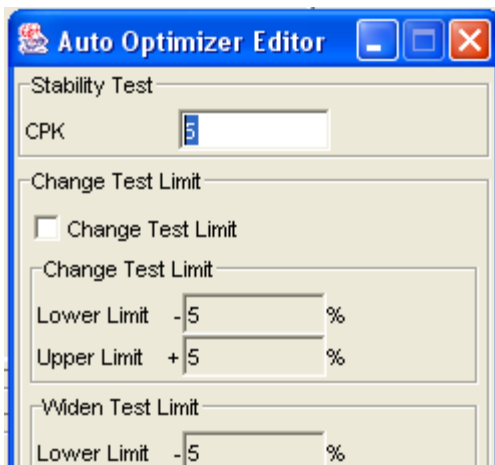 Auto Optimizer Editor
Stability Test
CPK 5
Change Test Limit
Change Test Limit
Change Test Limit
Lower Limit -5 %
Upper Limit +5 %
Widen Test Limit
Lower Limit -5 %